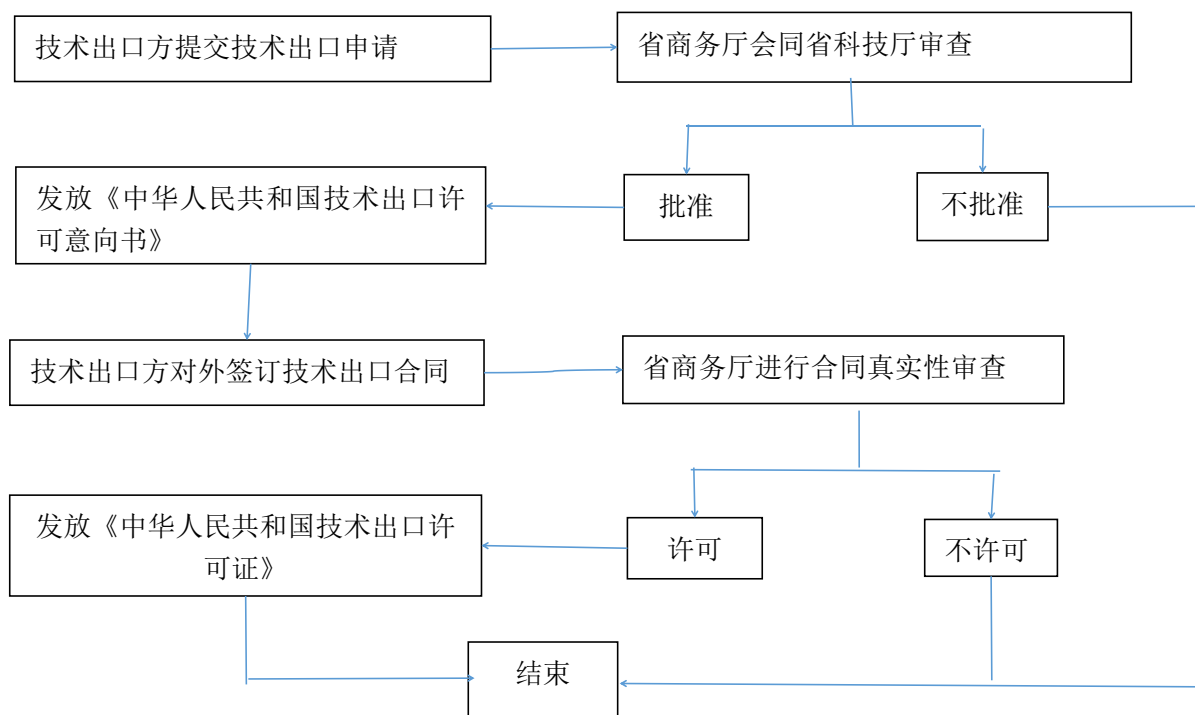 技术出口方提交技术出口申请
省商务厅会同省科技厅审查
发放《中华人民共和国技术出口许
可意向书》
批准
不批准
技术出口方对外签订技术出口合同
省商务厅进行合同真实性审查
发放《中华人民共和国技术出口许
可证》
许可
不许可
结束